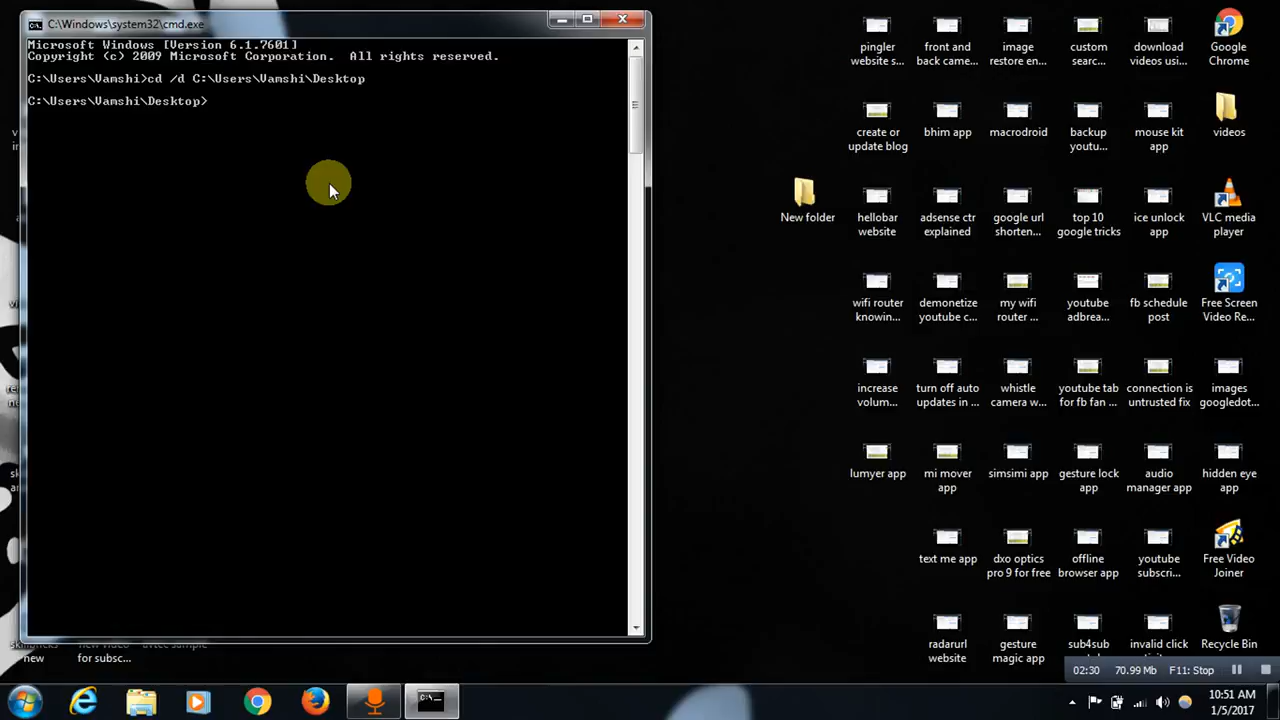 C:\Windows\system32\cmd.exe
Microsoft Windows [Version 6.1.7601]
Copyright (c) 2009 Microsoft Corporation.  All rights reserved.
C:\Users\Vamshi>cd /d C:\Users\Vamshi\Desktop
C:\Users\Vamshi\Desktop>
pingler
website s...
front and
back came...
image
restore en...
custom
searc...
download
videos usi...
Google
Chrome
create or
update blog
bhim app
macrodroid
backup
youtu...
mouse kit
app
videos
New folder
hellobar
website
adsense ctr
explained
google url
shorten...
top 10
google tricks
ice unlock
app
VLC media
player
wifi router
knowin...
demonetize
youtube c...
my wifi
router ...
youtube
adbrea...
fb schedule
post
Free Screen
Video Re...
increase
volum...
turn off auto
updates in ...
whistle
camera w...
youtube tab
for fb fan ...
connection is
untrusted fix
images
googledot...
lumyer app
mi mover
app
simsimi app
gesture lock
app
audio
manager app
hidden eye
app
text me app
dxo optics
pro 9 for free
offline
browser app
youtube
subscri...
Free Video
Joiner
radarurl
website
gesture
magic app
sub4sub
invalid click
Recycle Bin
new
for subsc...
02:30
70.99 Mb
F11: Stop
10:51 AM
1/5/2017